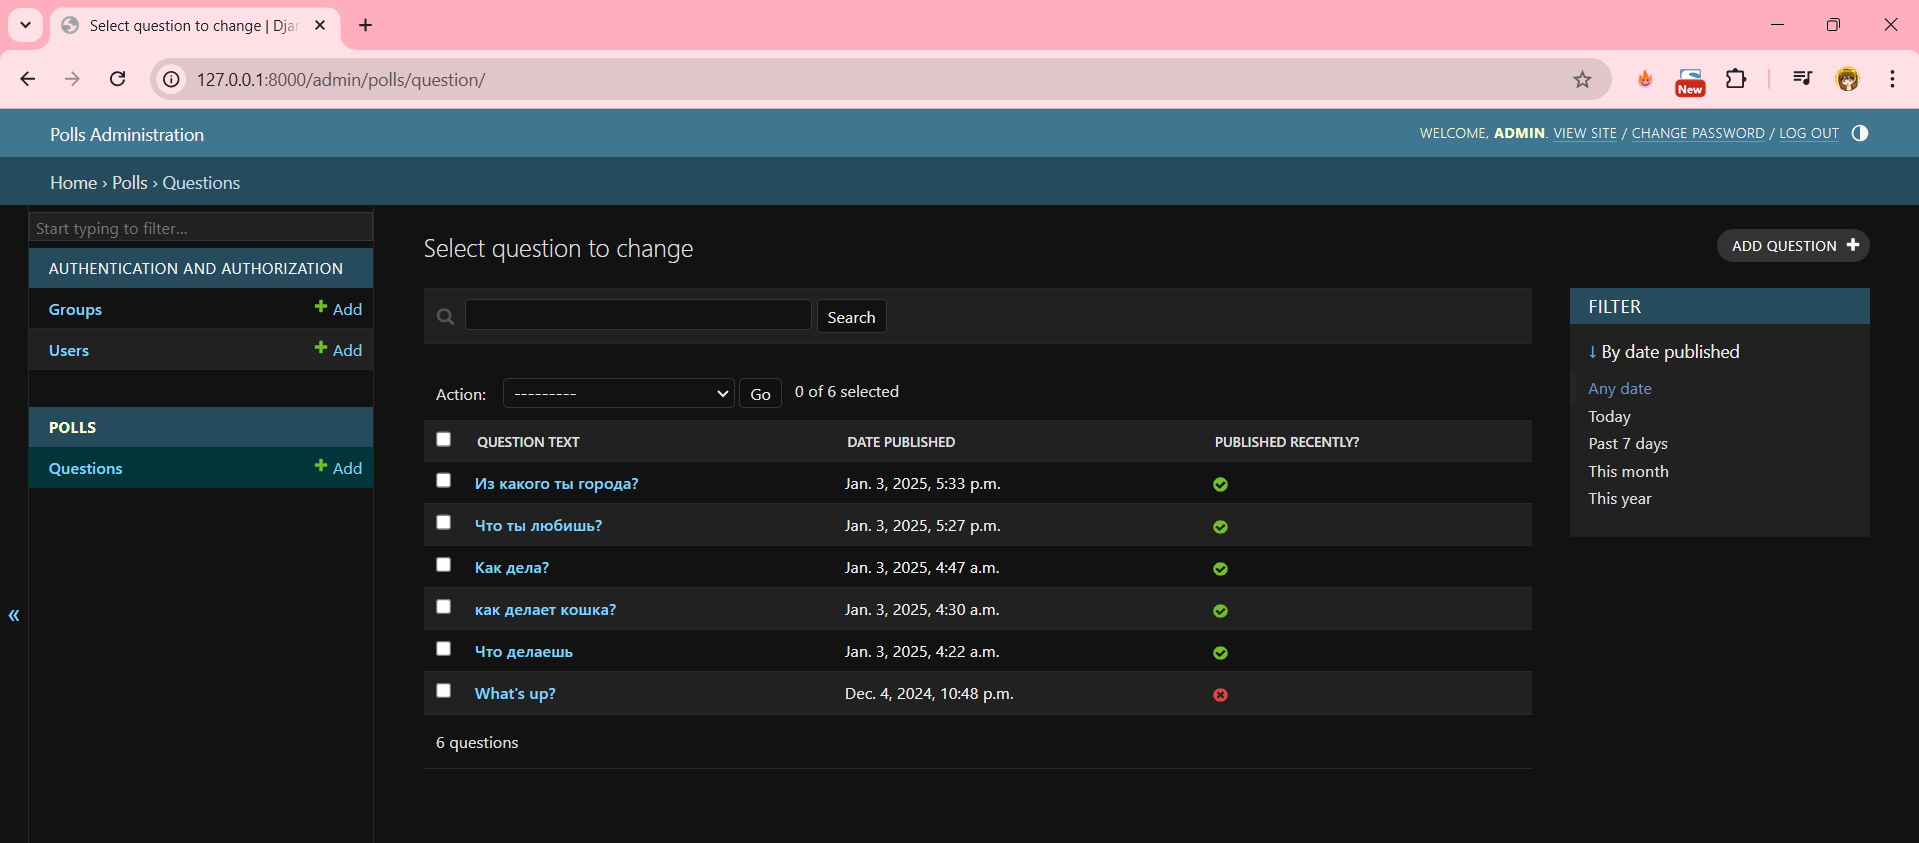 Select question to change | Dja
127.0.0.1:8000/admin/polls/question/
New
Polls Administration
WELCOME, ADMIN. VIEW SITE / CHANGE PASSWORD / LOG OUT
Home › Polls › Questions
Start typing to filter...
AUTHENTICATION AND AUTHORIZATION
Groups + Add
Users + Add
POLLS
Questions + Add
«
Select question to change
ADD QUESTION +
Search
Action: --------- Go 0 of 6 selected
QUESTION TEXT DATE PUBLISHED PUBLISHED RECENTLY?
Из какого ты города? Jan. 3, 2025, 5:33 p.m.
Что ты любишь? Jan. 3, 2025, 5:27 p.m.
Как дела? Jan. 3, 2025, 4:47 a.m.
как делает кошка? Jan. 3, 2025, 4:30 a.m.
Что делаешь Jan. 3, 2025, 4:22 a.m.
What's up? Dec. 4, 2024, 10:48 p.m.
6 questions
FILTER
↓ By date published
Any date
Today
Past 7 days
This month
This year